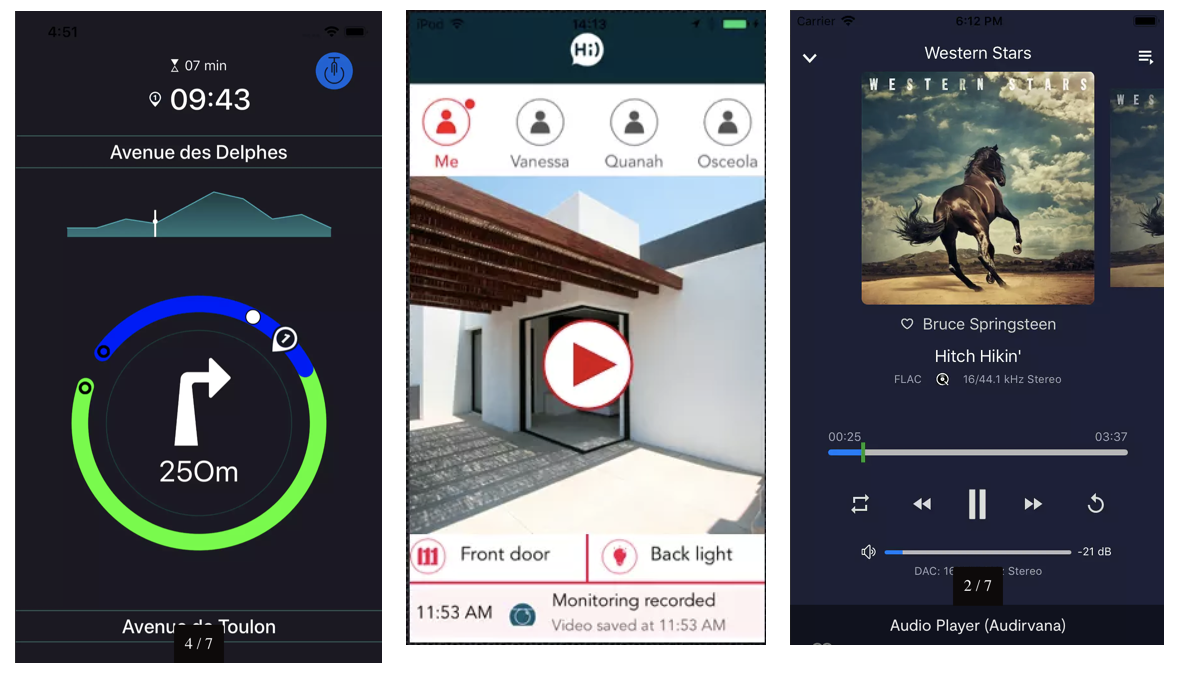 4:51
07 min
1 09:43
Avenue des Delphes
1
250m
Avenue de Toulon
4 / 7
iPod 14:13
Hi)
Me Vanessa Quanah Osceola
Front door Back light
11:53 AM Monitoring recorded
Video saved at 11:53 AM
Carrier 6:12 PM
Western Stars
WESTERN STARS
WES
Bruce Springsteen
Hitch Hikin'
FLAC 16/44.1 kHz Stereo
00:25 03:37
-21 dB
DAC: 16 Stereo
2 / 7
Audio Player (Audirvana)